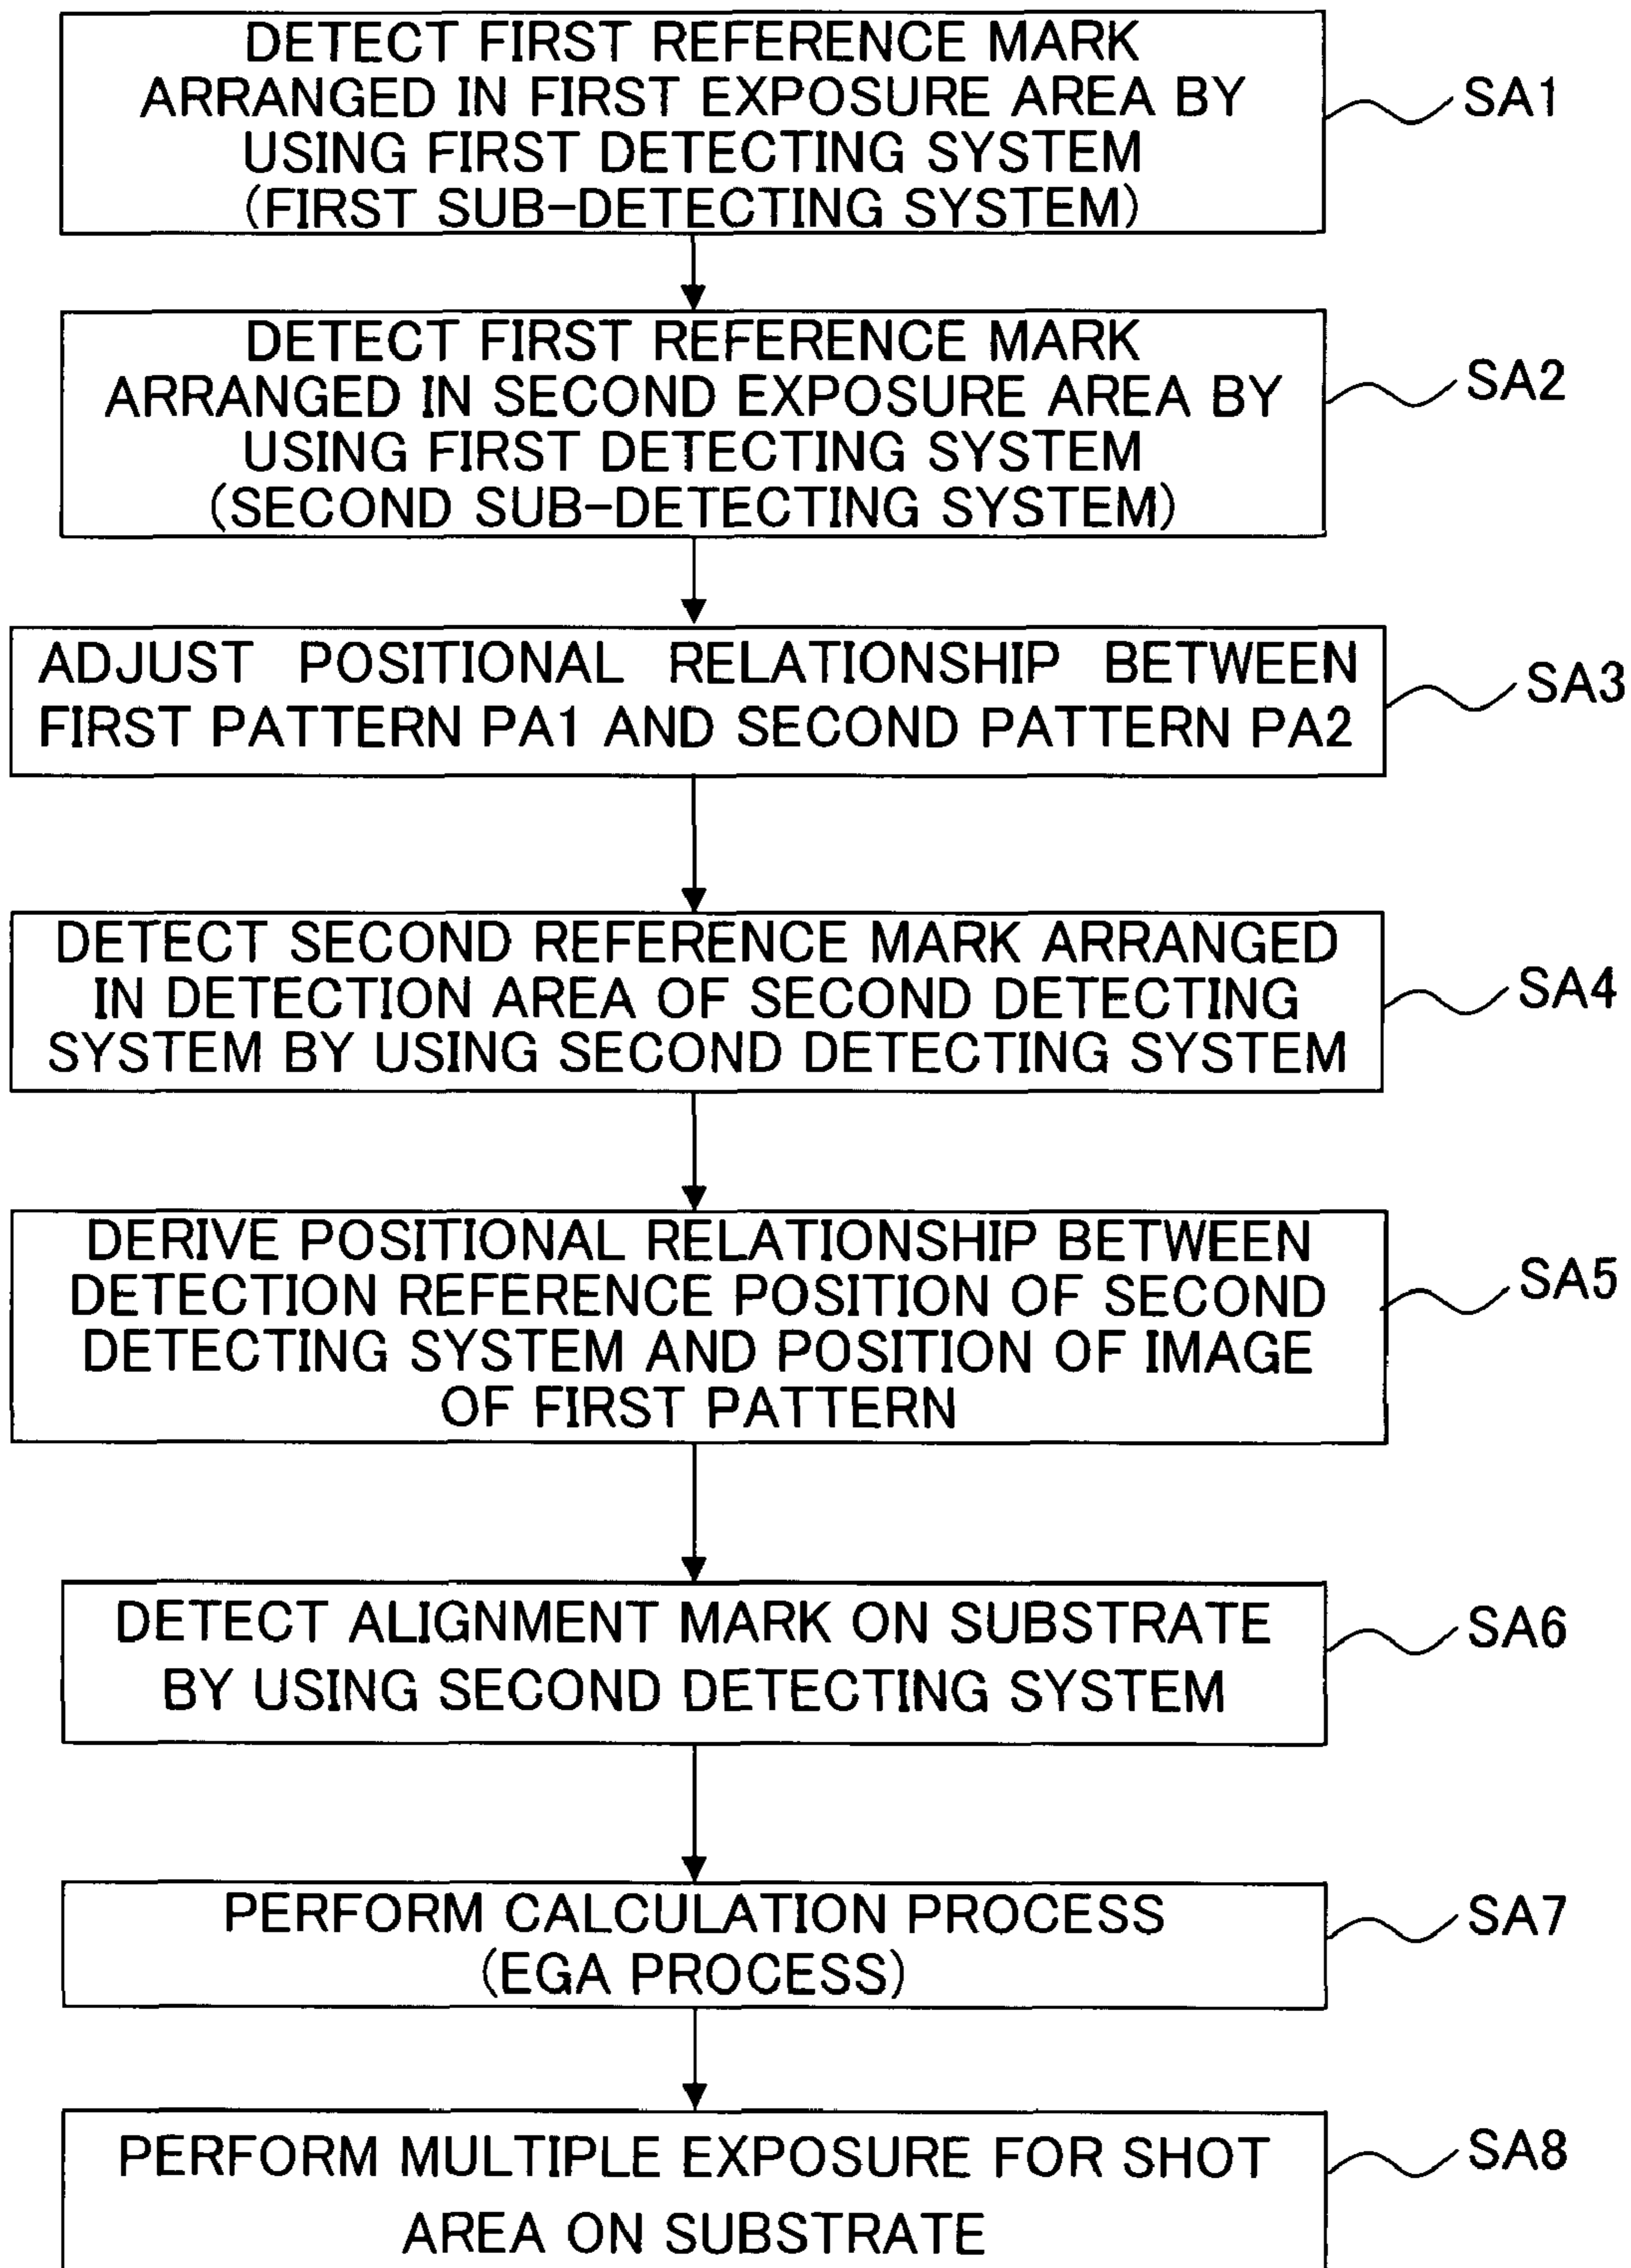 DETECT FIRST REFERENCE MARK
ARRANGED IN FIRST EXPOSURE AREA BY
USING FIRST DETECTING SYSTEM
(FIRST SUB-DETECTING SYSTEM)
SA1
DETECT FIRST REFERENCE MARK
ARRANGED IN SECOND EXPOSURE AREA BY
USING FIRST DETECTING SYSTEM
(SECOND SUB-DETECTING SYSTEM)
SA2
ADJUST POSITIONAL RELATIONSHIP BETWEEN
FIRST PATTERN PA1 AND SECOND PATTERN PA2
SA3
DETECT SECOND REFERENCE MARK ARRANGED
IN DETECTION AREA OF SECOND DETECTING
SYSTEM BY USING SECOND DETECTING SYSTEM
SA4
DERIVE POSITIONAL RELATIONSHIP BETWEEN
DETECTION REFERENCE POSITION OF SECOND
DETECTING SYSTEM AND POSITION OF IMAGE
OF FIRST PATTERN
SA5
DETECT ALIGNMENT MARK ON SUBSTRATE
BY USING SECOND DETECTING SYSTEM
SA6
PERFORM CALCULATION PROCESS
(EGA PROCESS)
SA7
PERFORM MULTIPLE EXPOSURE FOR SHOT
AREA ON SUBSTRATE
SA8